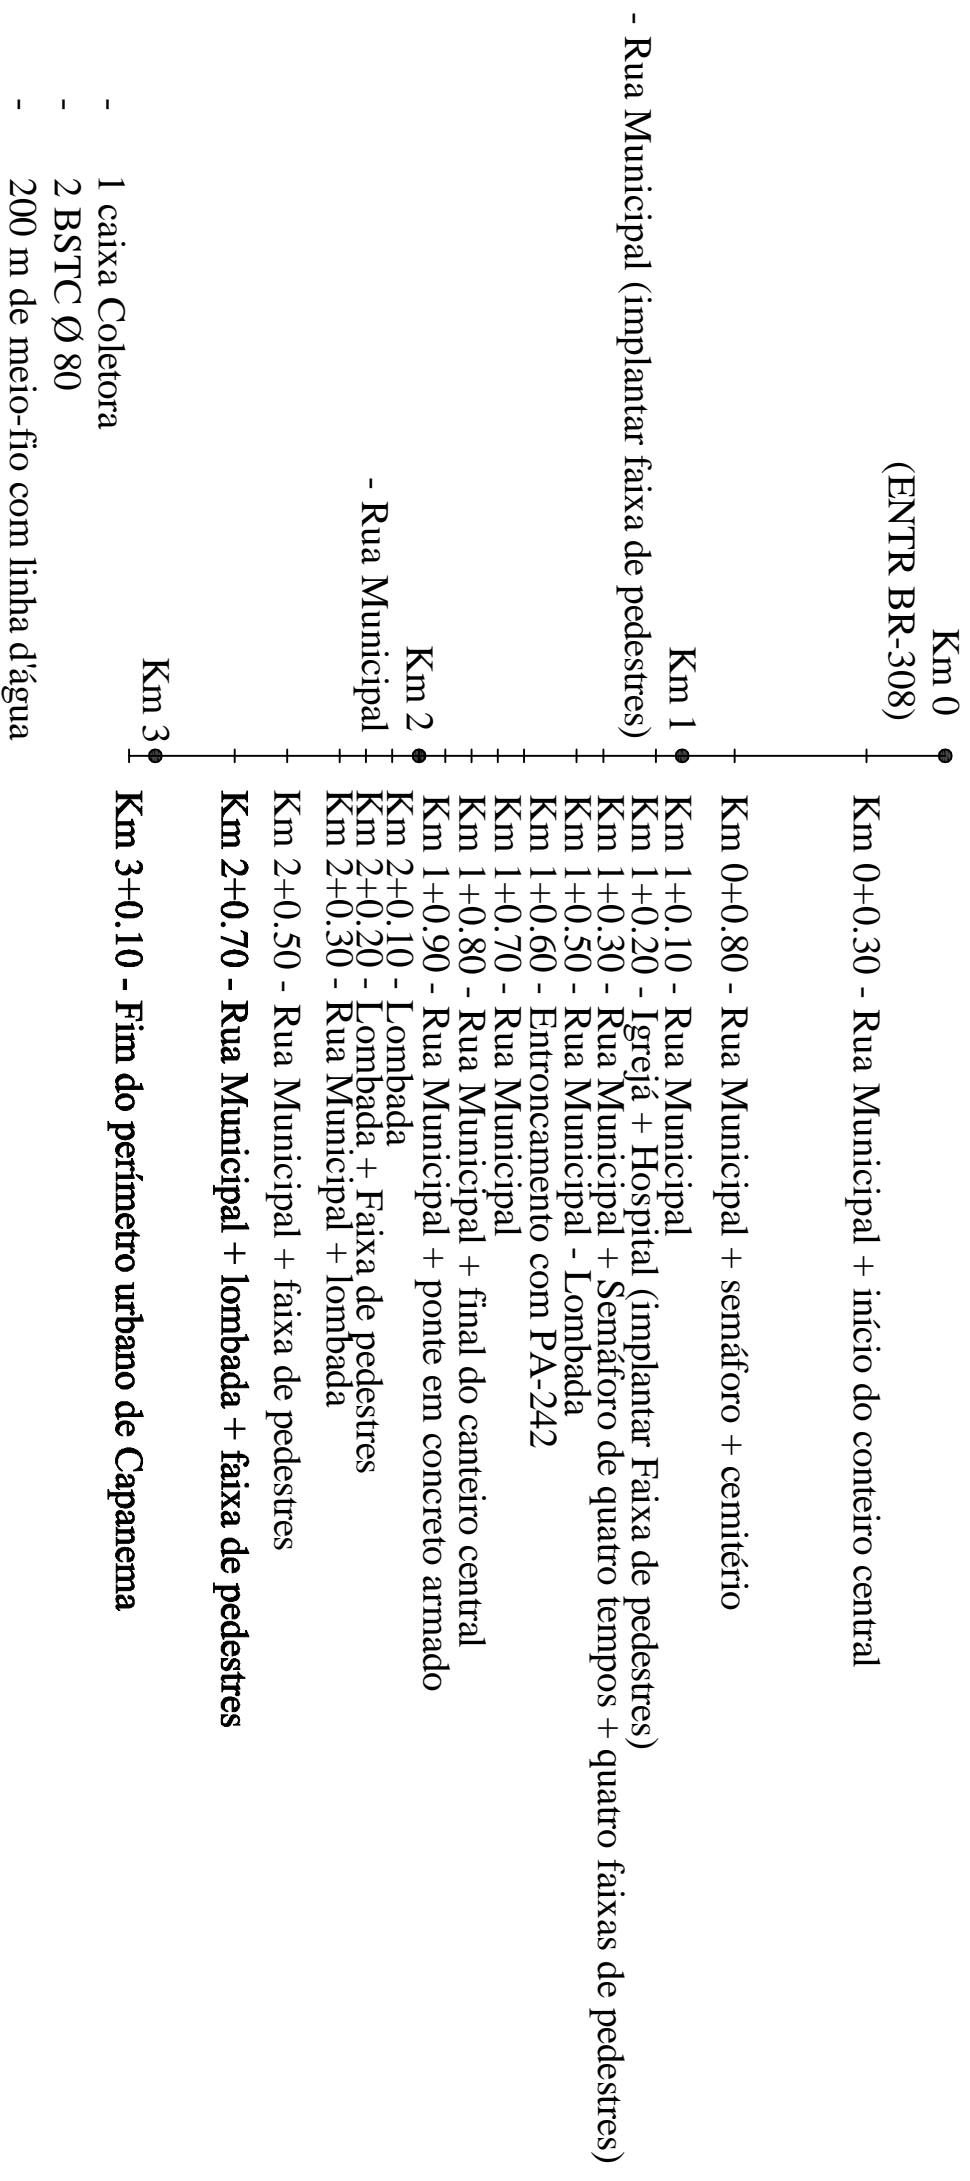 Km 0
(ENTR BR-308)
Km 0+0.30 - Rua Municipal + início do conteiro central
Km 0+0.80 - Rua Municipal + semáforo + cemitério
Km 1
Km 1+0.10 - Rua Municipal
- Rua Municipal (implantar faixa de pedestres)
Km 1+0.20 - Igrejá + Hospital (implantar Faixa de pedestres)
Km 1+0.30 - Rua Municipal + Semáforo de quatro tempos + quatro faixas de pedestres)
Km 1+0.50 - Rua Municipal - Lombada
Km 1+0.60 - Entroncamento com PA-242
Km 1+0.70 - Rua Municipal
Km 1+0.80 - Rua Municipal + final do canteiro central
Km 1+0.90 - Rua Municipal + ponte em concreto armado
Km 2
Km 2+0.10 - Lombada
- Rua Municipal
Km 2+0.20 - Lombada + Faixa de pedestres
Km 2+0.30 - Rua Municipal + lombada
Km 2+0.50 - Rua Municipal + faixa de pedestres
Km 2+0.70 - Rua Municipal + lombada + faixa de pedestres
Km 3
Km 3+0.10 - Fim do perímetro urbano de Capanema
- 1 caixa Coletora
- 2 BSTC Ø 80
- 200 m de meio-fio com linha d'água